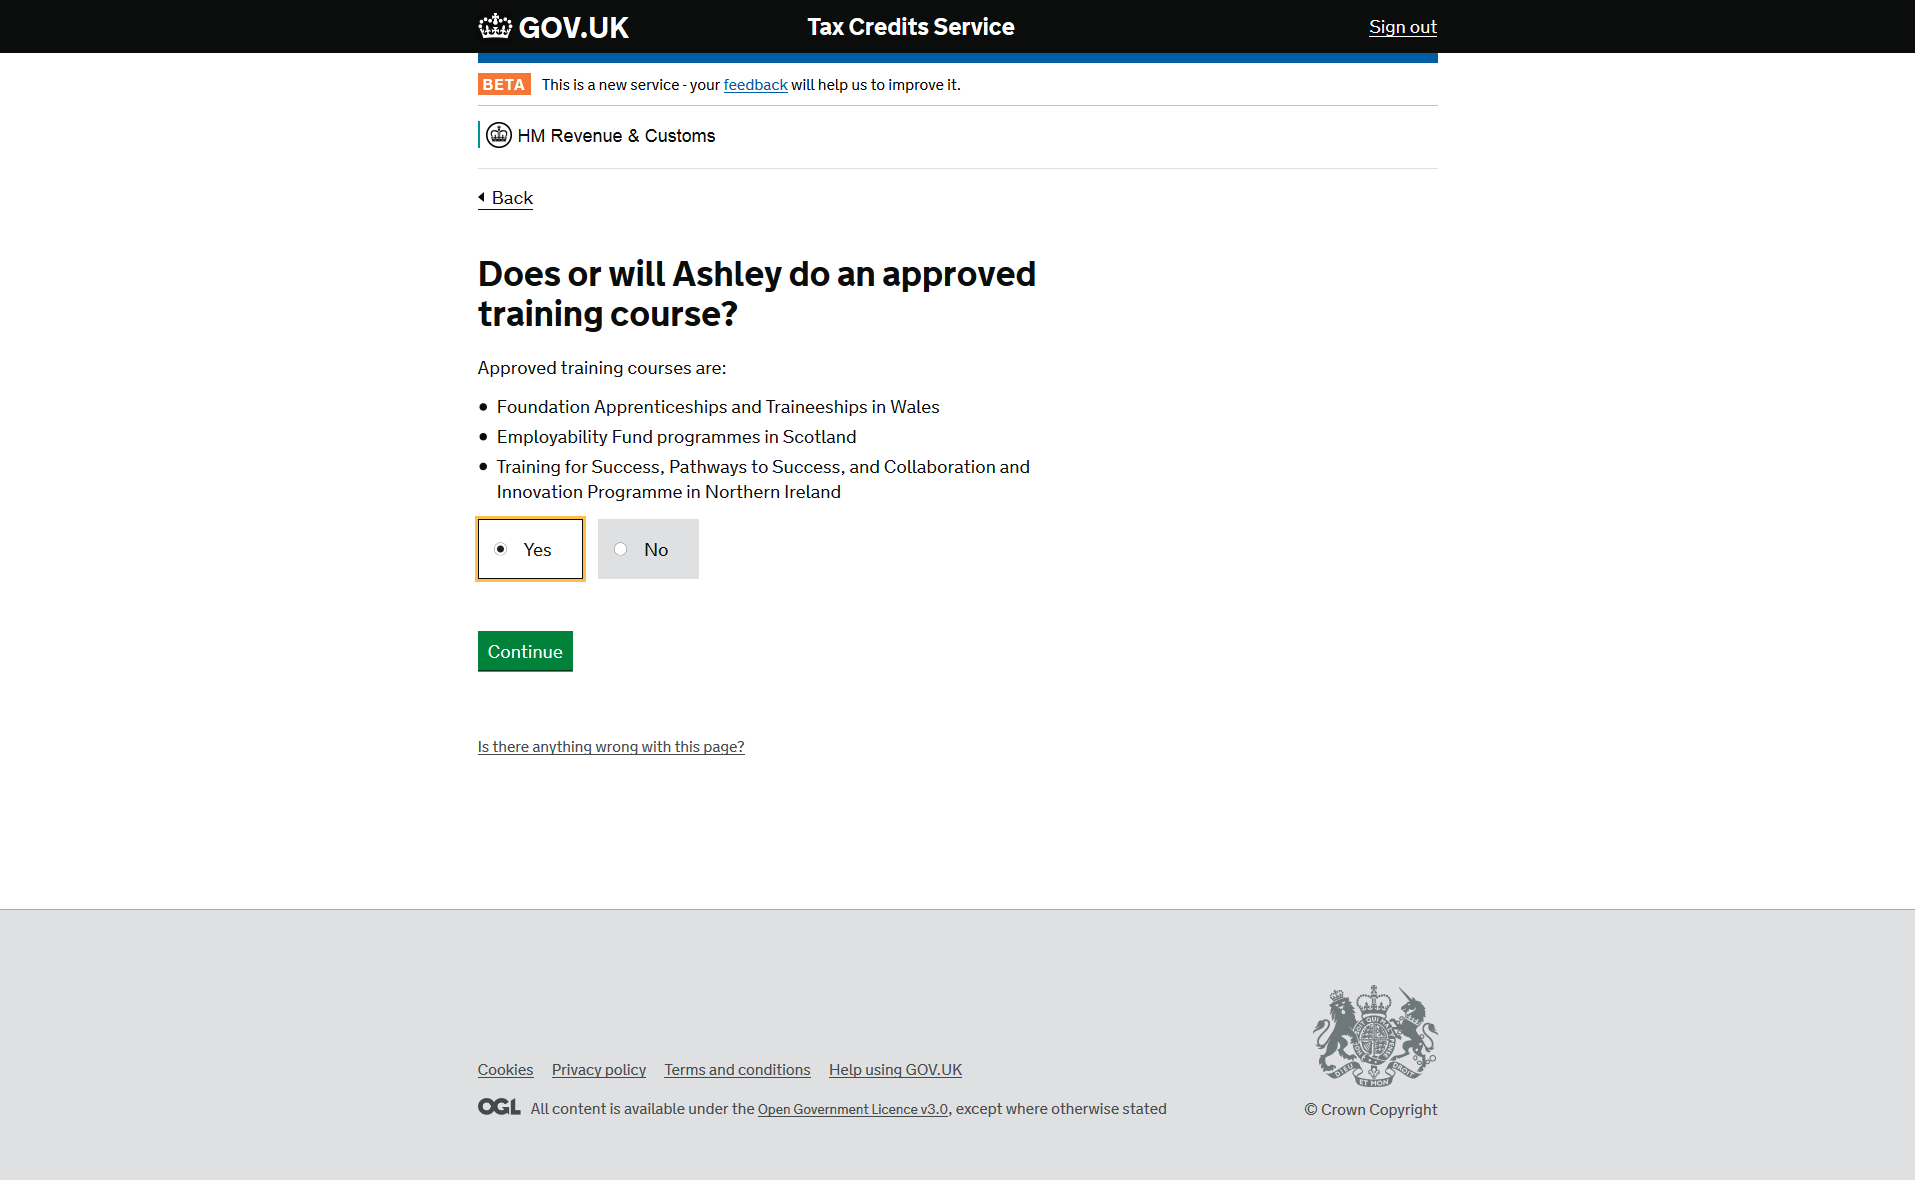 GOV.UK
Tax Credits Service
Sign out
BETA This is a new service - your feedback will help us to improve it.
HM Revenue & Customs
Back
Does or will Ashley do an approved
training course?
Approved training courses are:
Foundation Apprenticeships and Traineeships in Wales
Employability Fund programmes in Scotland
Training for Success, Pathways to Success, and Collaboration and
Innovation Programme in Northern Ireland
Yes
No
Continue
Is there anything wrong with this page?
Cookies Privacy policy Terms and conditions Help using GOV.UK
OGL All content is available under the Open Government Licence v3.0, except where otherwise stated
© Crown Copyright